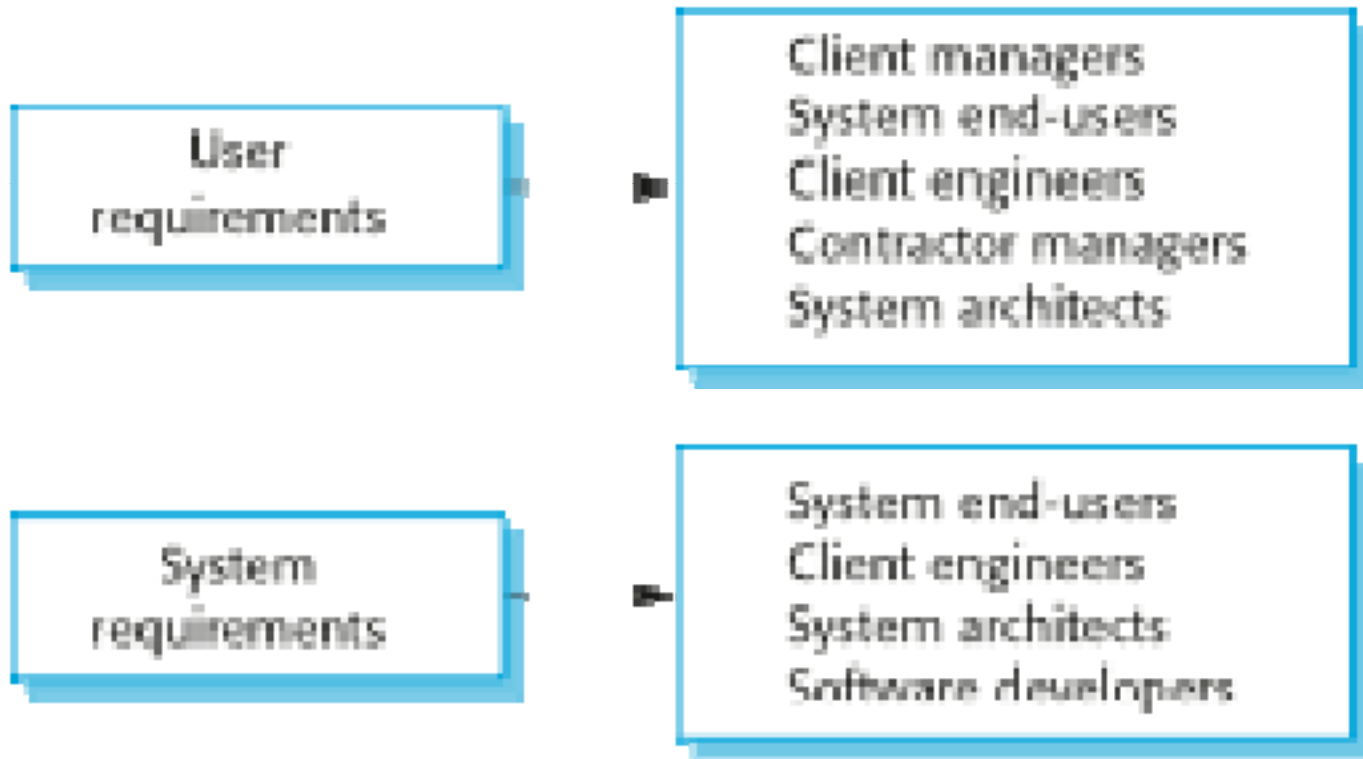 User
requirements
Client managers
System end-users
Client engineers
Contractor managers
System architects
System
requirements
System end-users
Client engineers
System architects
Software developers